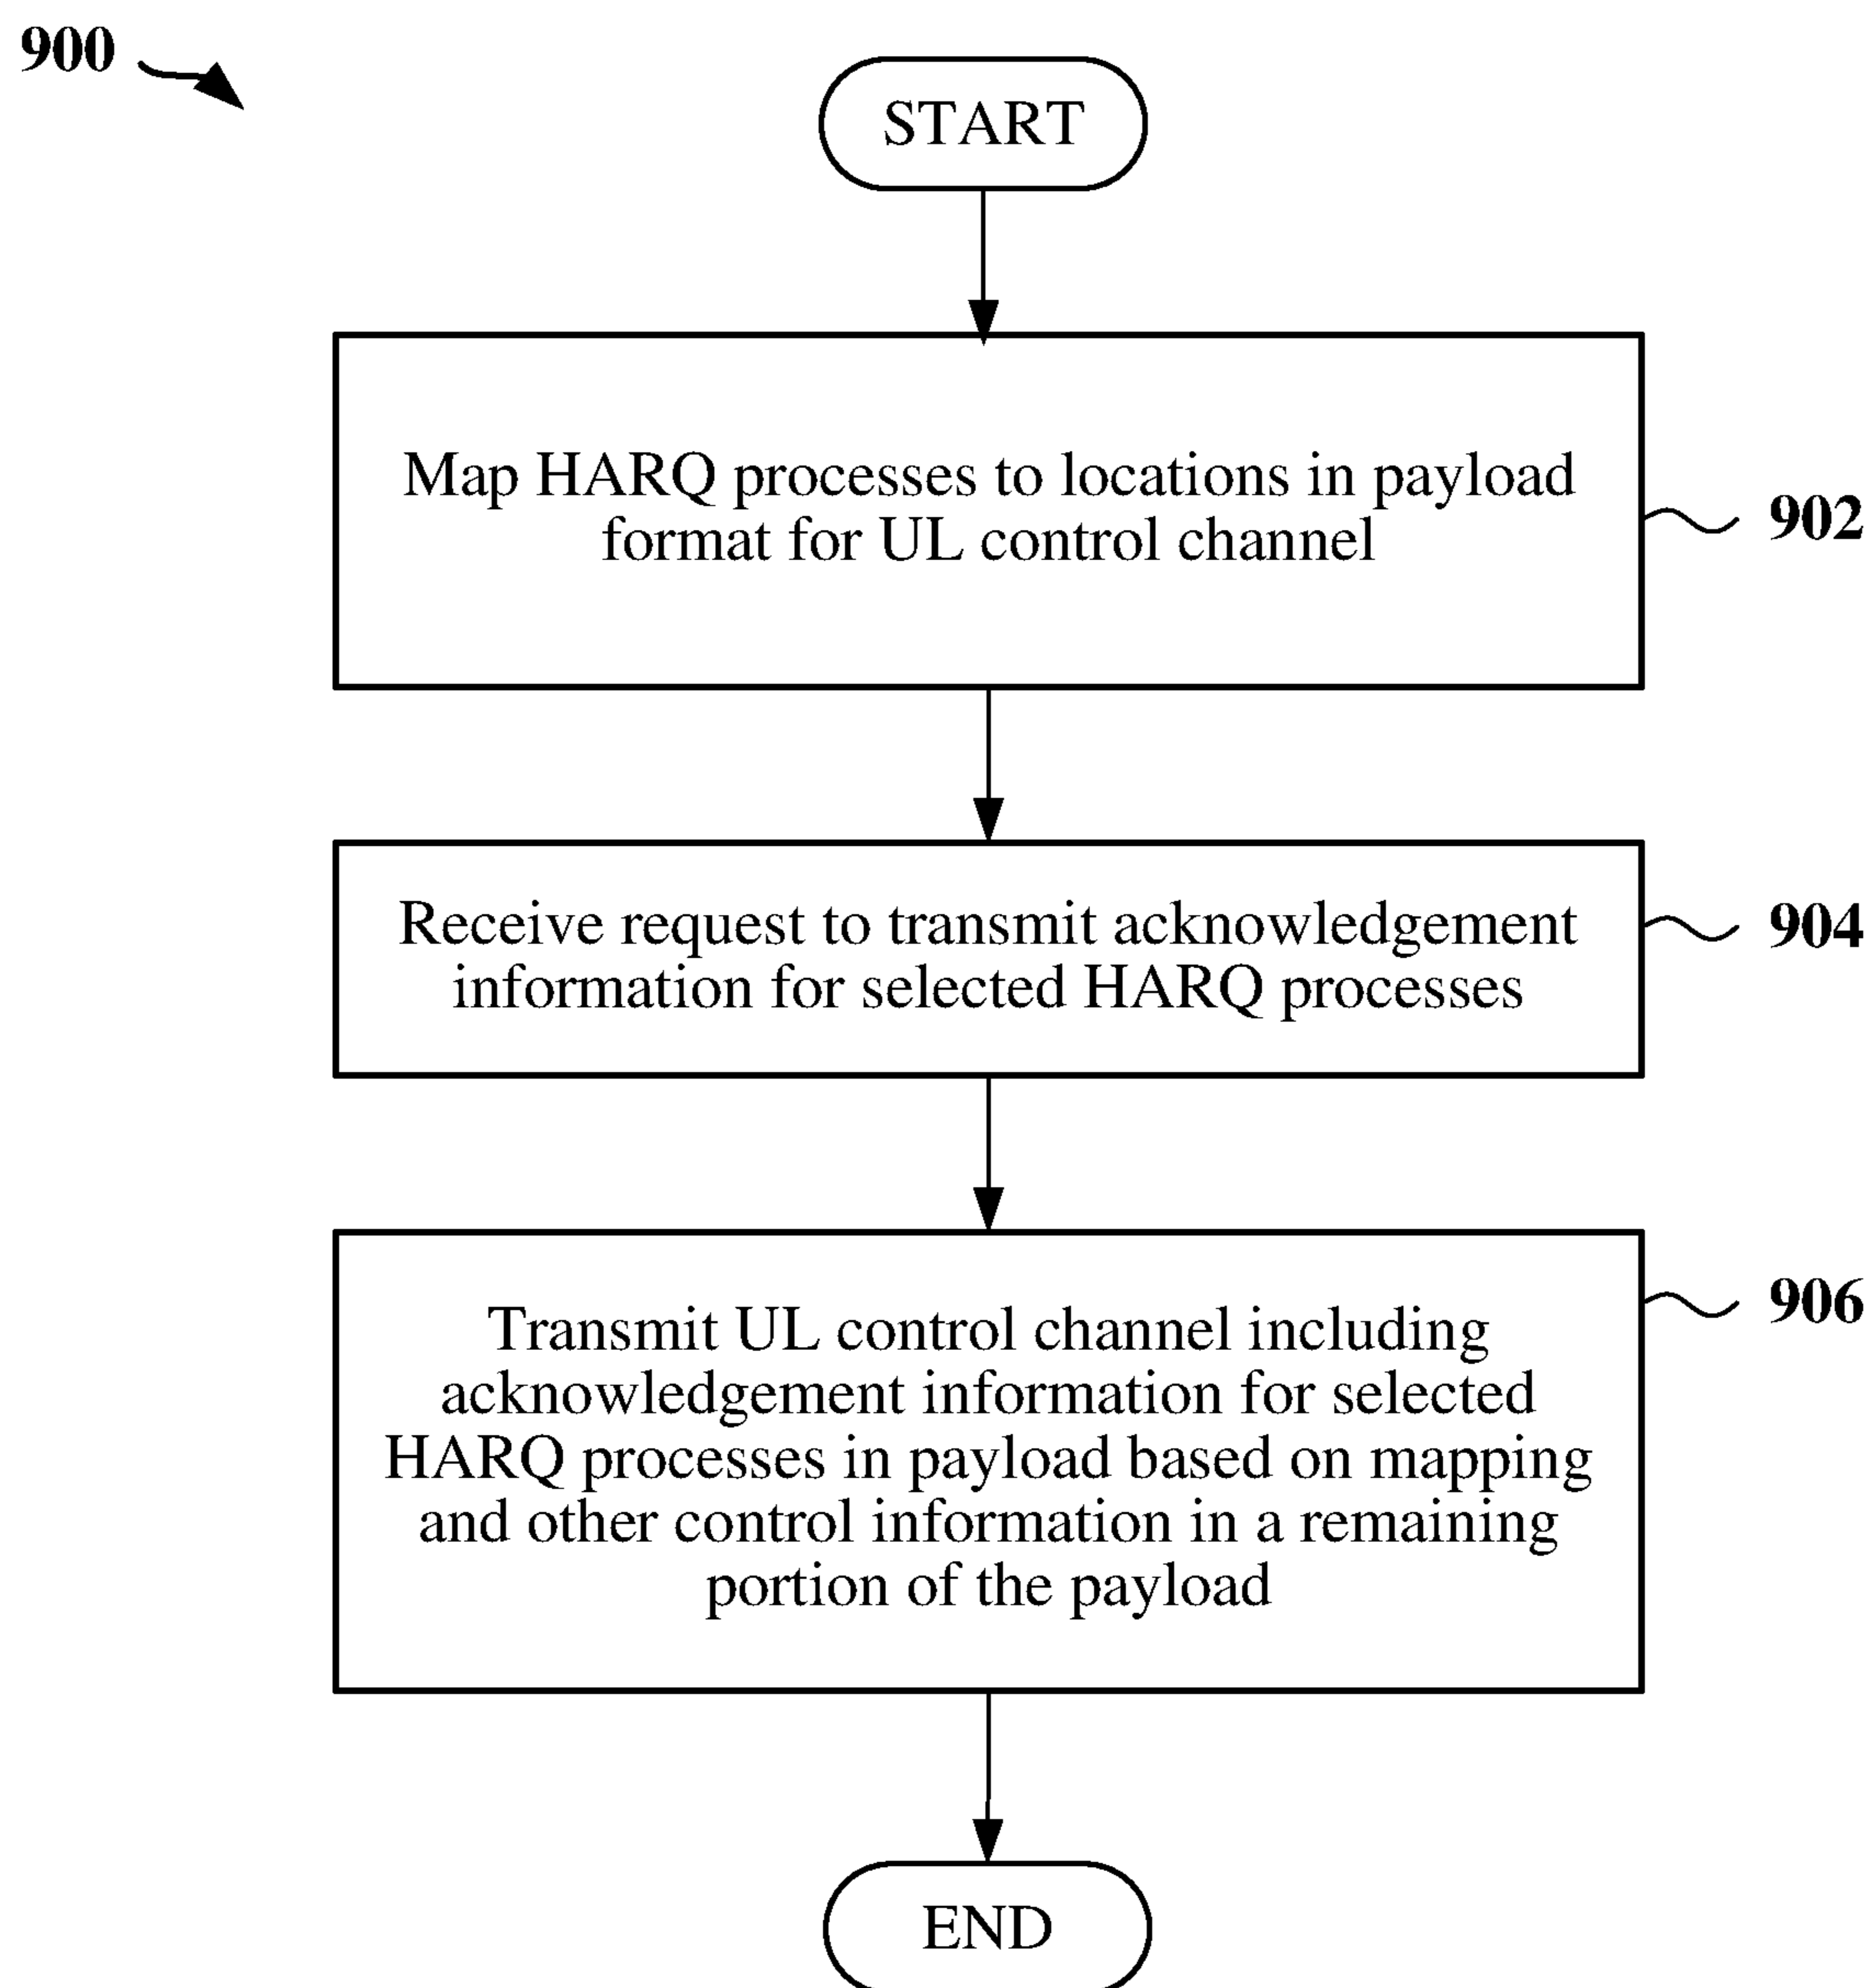 900
START
Map HARQ processes to locations in payload
format for UL control channel
902
Receive request to transmit acknowledgement
information for selected HARQ processes
904
Transmit UL control channel including
acknowledgement information for selected
HARQ processes in payload based on mapping
and other control information in a remaining
portion of the payload
906
END